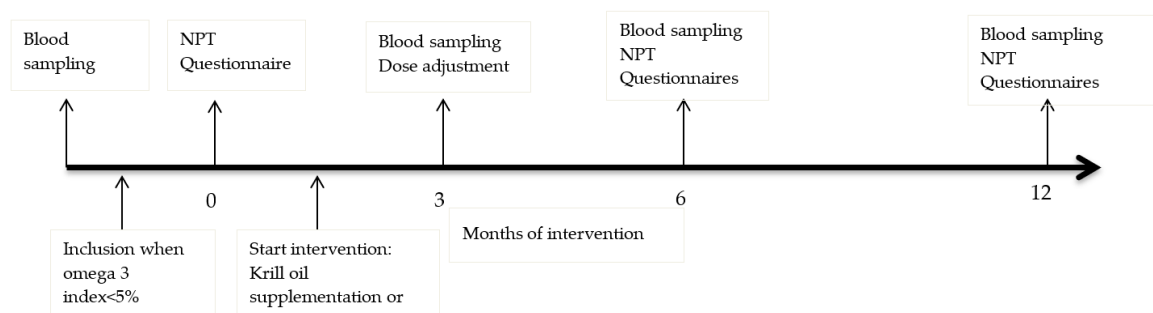 Blood
sampling
NPT
Questionnaire
Blood sampling
Dose adjustment
Blood sampling
NPT
Questionnaires
Blood sampling
NPT
Questionnaires
0
3
6
12
Months of intervention
Inclusion when
omega 3
index<5%
Start intervention:
Krill oil
supplementation or